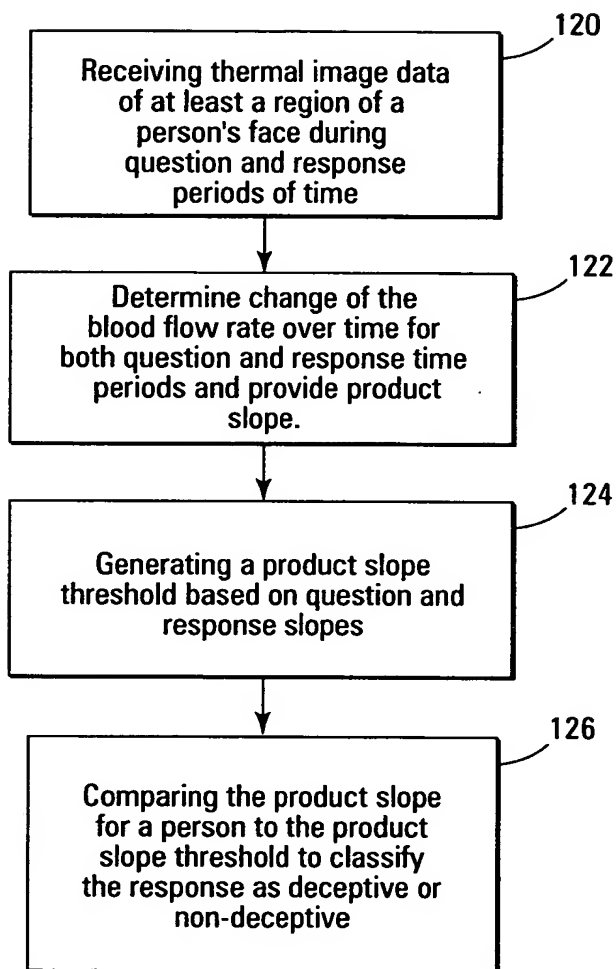 120
Receiving thermal image data
of at least a region of a
person's face during
question and response
periods of time
122
Determine change of the
blood flow rate over time for
both question and response time
periods and provide product
slope.
124
Generating a product slope
threshold based on question and
response slopes
126
Comparing the product slope
for a person to the product
slope threshold to classify
the response as deceptive or
non-deceptive